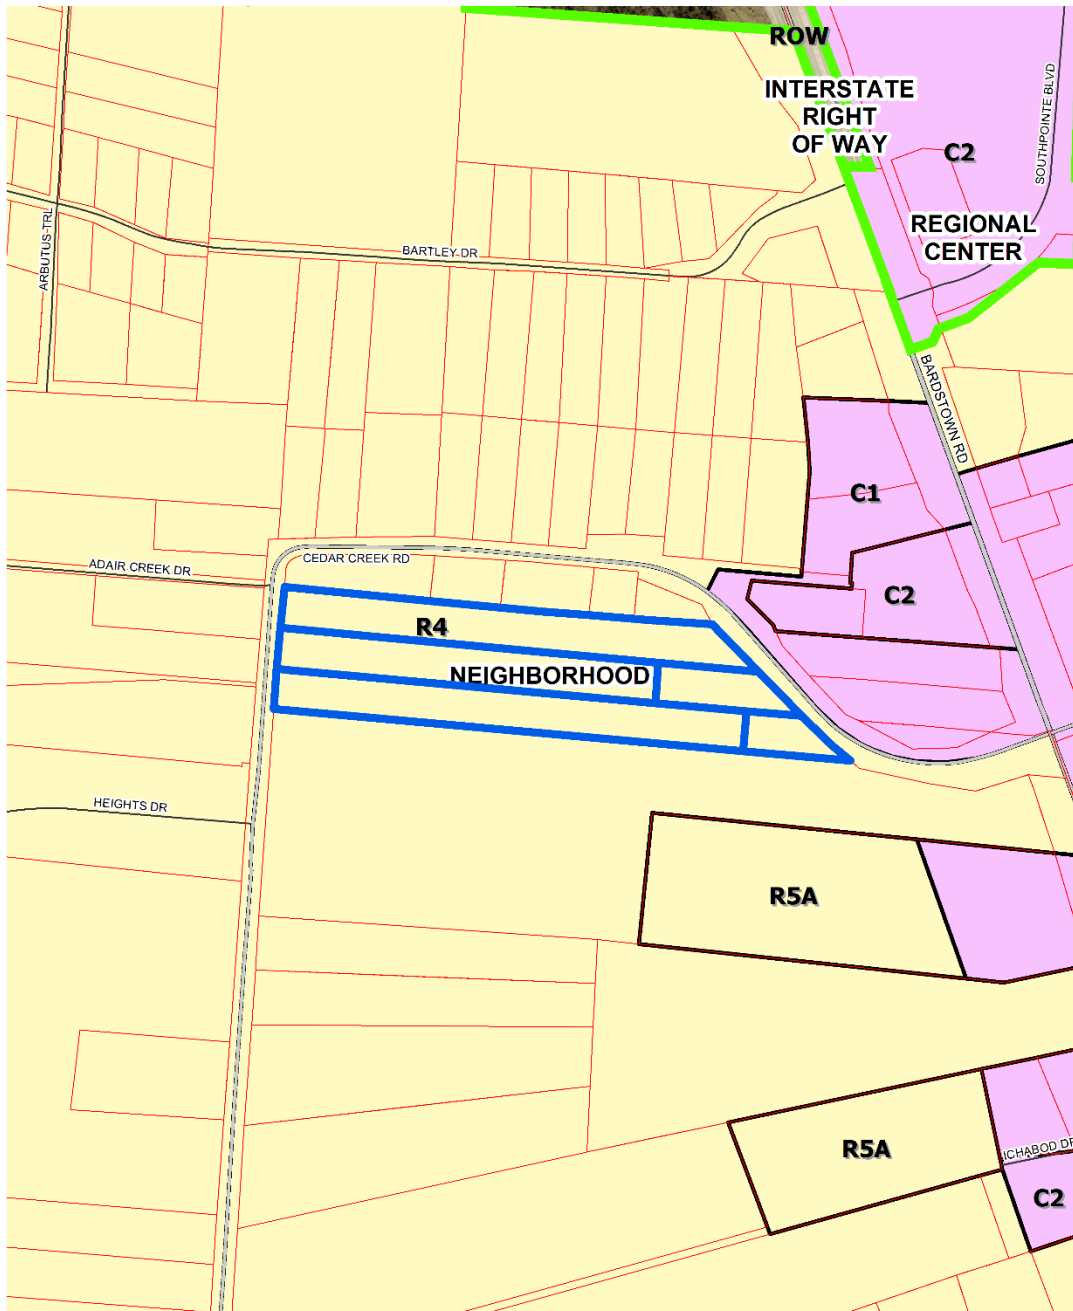 ROW
INTERSTATE
RIGHT
OF WAY
SOUTHPOINTE BLVD
C2
REGIONAL
CENTER
ARBUTUS TRL
BARTLEY DR
BARDSTOWN RD
C1
CEDAR CREEK RD
ADAIR CREEK DR
C2
R4
NEIGHBORHOOD
HEIGHTS DR
R5A
R5A
ICHABOD DR
C2